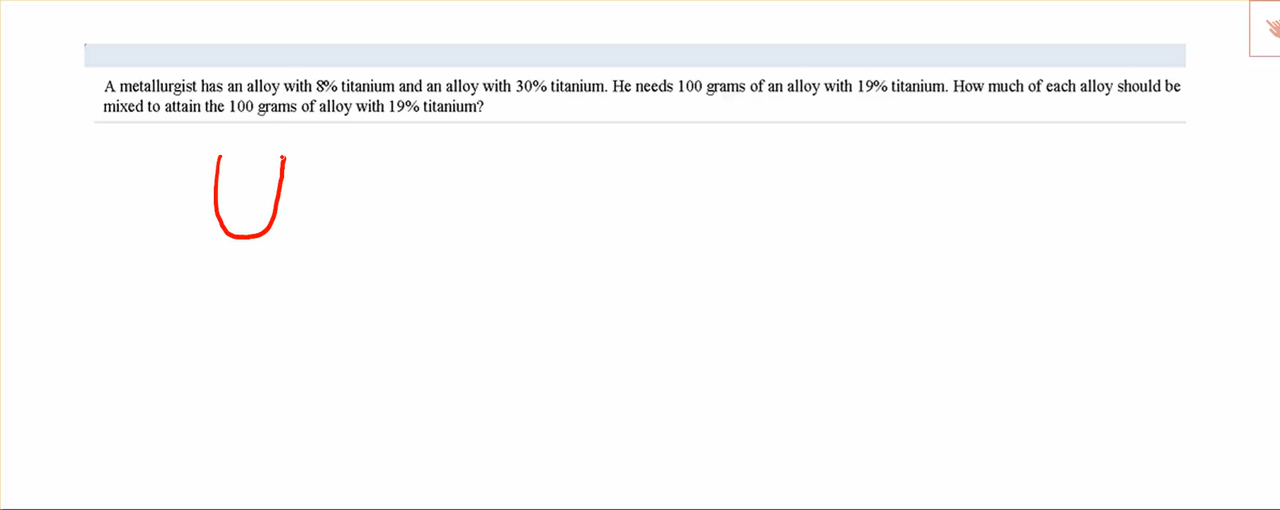 A metallurgist has an alloy with 8% titanium and an alloy with 30% titanium. He needs 100 grams of an alloy with 19% titanium. How much of each alloy should be
mixed to attain the 100 grams of alloy with 19% titanium?